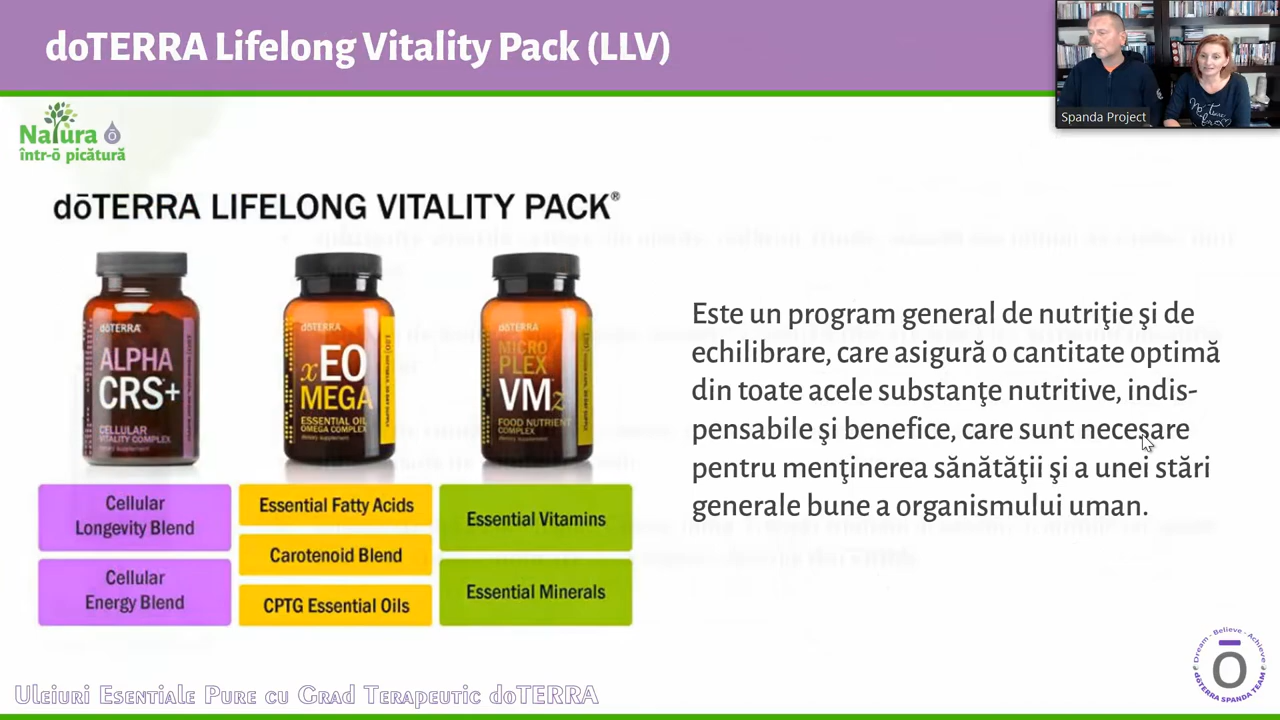 doTERRA Lifelong Vitality Pack (LLV)
Spanda Project
Natura ō
într-ō picătură
dōTERRA LIFELONG VITALITY PACK®
dōTERRA
ALPHA
CRS+
CELLULAR
VITALITY COMPLEX
dōTERRA
xEO
MEGA
ESSENTIAL OIL
OMEGA COMPLEX
dōTERRA
MICRO
PLEX
VMz
FOOD NUTRIENT
COMPLEX
Cellular
Longevity Blend
Cellular
Energy Blend
Essential Fatty Acids
Carotenoid Blend
CPTG Essential Oils
Essential Vitamins
Essential Minerals
Este un program general de nutriţie şi de
echilibrare, care asigură o cantitate optimă
din toate acele substanţe nutritive, indis-
pensabile şi benefice, care sunt necesare
pentru menţinerea sănătăţii şi a unei stări
generale bune a organismului uman.
Uleiuri Esentiale Pure cu Grad Terapeutic doTERRA
Dream - Believe - Achieve
Ō
dōTERRA SPANDA TEAM